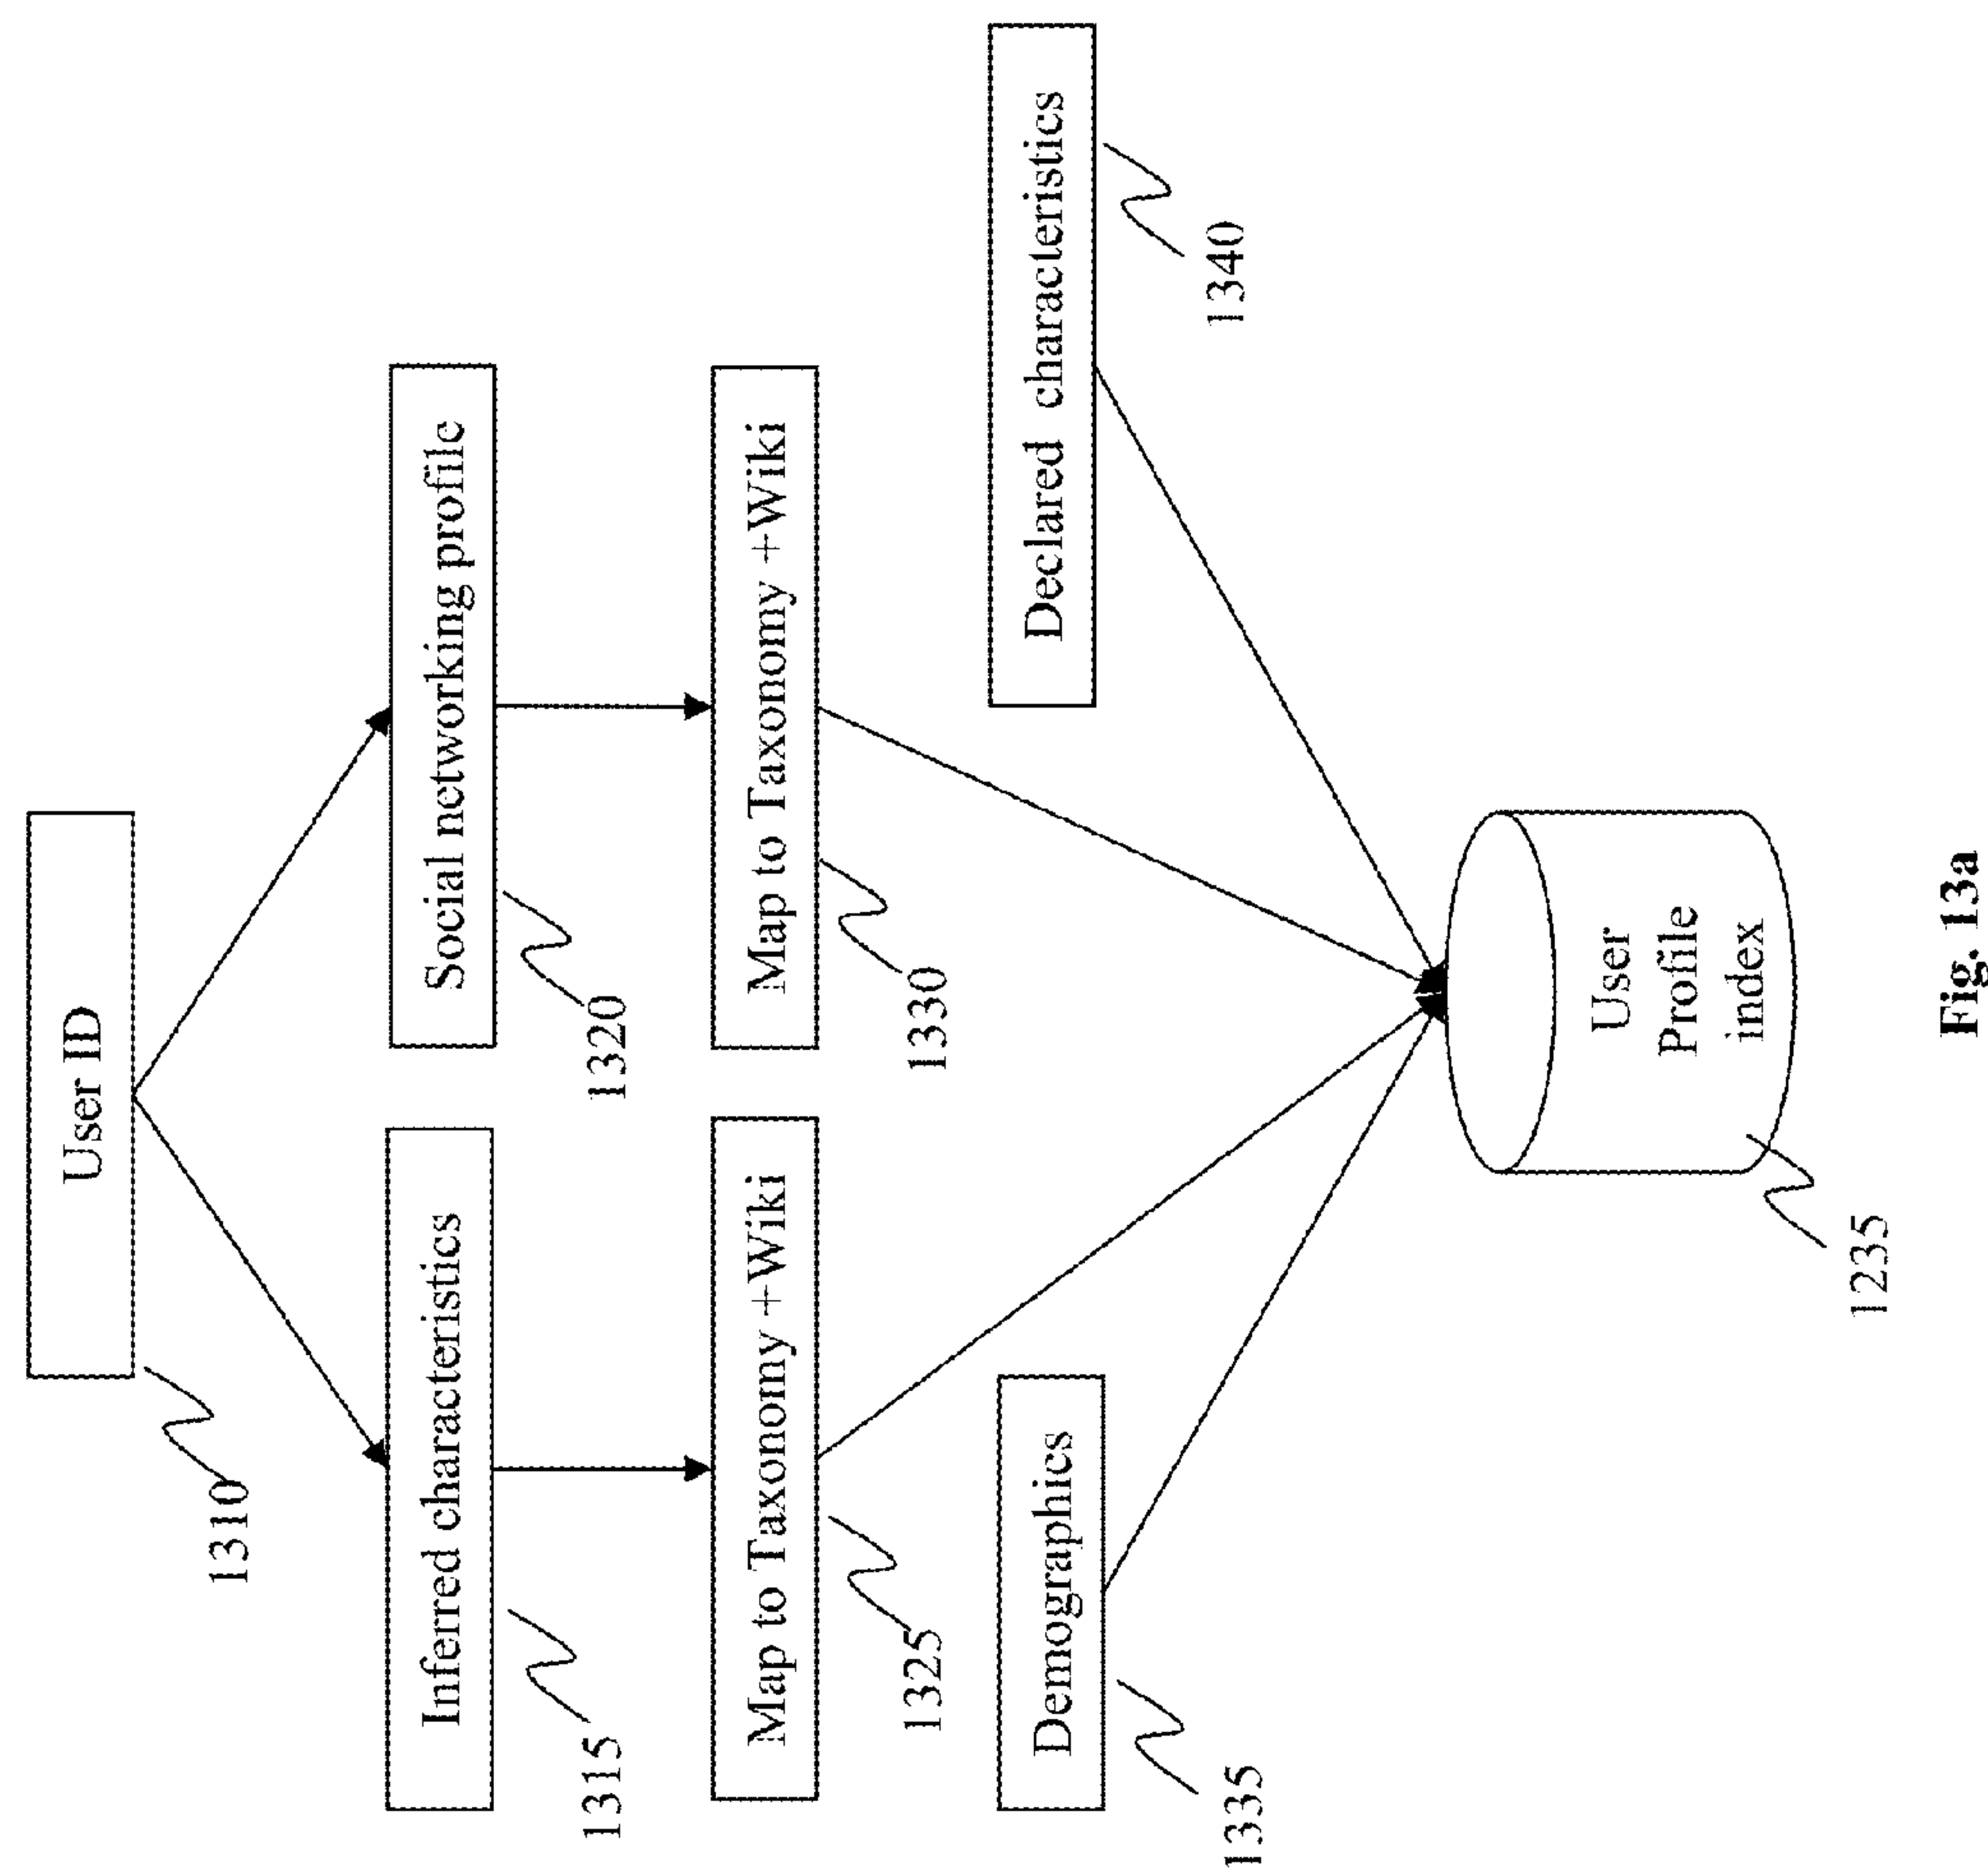 User ID
1310
Inferred characteristics
1315
Social networking profile
1320
Map to Taxonomy +Wiki
1325
Map to Taxonomy +Wiki
1330
Demographics
1335
Declared characteristics
1340
User
Profile
index
1235
Fig. 13a